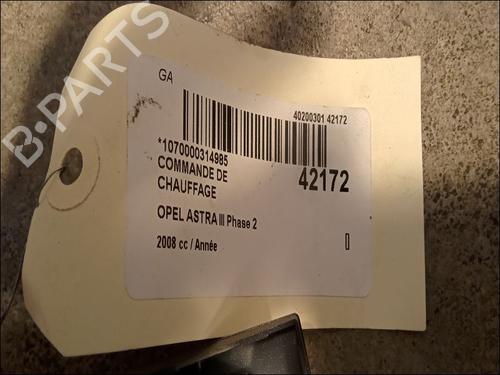 GA
40200301 42172
*1070000314985
COMMANDE DE
CHAUFFAGE
42172
OPEL ASTRA III Phase 2
2008 cc / Année
B-PARTS